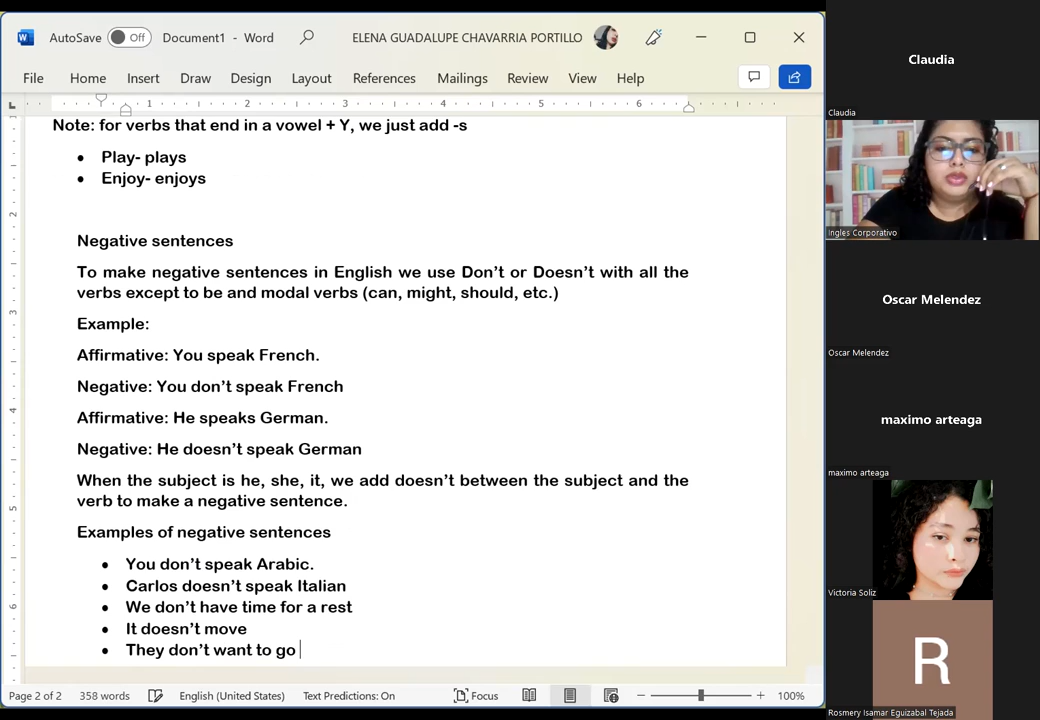 AutoSave Off Document1 - Word ELENA GUADALUPE CHAVARRIA PORTILLO
File Home Insert Draw Design Layout References Mailings Review View Help
1 2 3 4 5 6
Note: for verbs that end in a vowel + Y, we just add -s
• Play- plays
• Enjoy- enjoys
Negative sentences
To make negative sentences in English we use Don't or Doesn't with all the
verbs except to be and modal verbs (can, might, should, etc.)
Example:
Affirmative: You speak French.
Negative: You don't speak French
Affirmative: He speaks German.
Negative: He doesn't speak German
When the subject is he, she, it, we add doesn't between the subject and the
verb to make a negative sentence.
Examples of negative sentences
• You don't speak Arabic.
• Carlos doesn't speak Italian
• We don't have time for a rest
• It doesn't move
• They don't want to go
Page 2 of 2 358 words English (United States) Text Predictions: On Focus 100%
Claudia
Claudia
Ingles Corporativo
Oscar Melendez
Oscar Melendez
maximo arteaga
maximo arteaga
Victoria Soliz
R
Rosmery Isamar Eguizabal Tejada